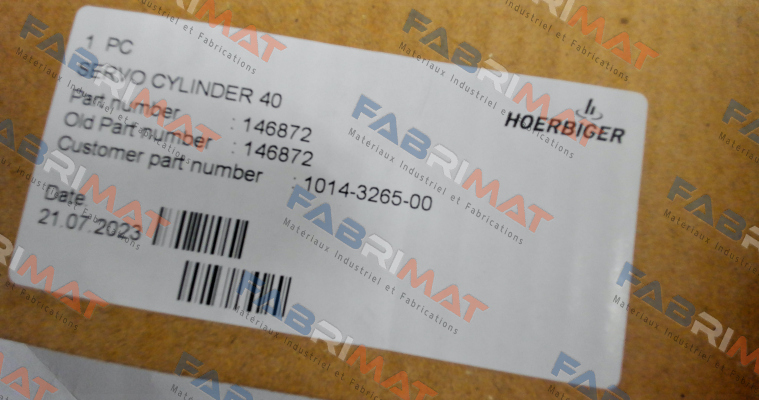 1 PC
SERVO CYLINDER 40
Part number : 146872
Old Part number : 146872
Customer part number : 1014-3265-00
Date
21.07.2023
HOERBIGER
FABRIMAT
Materiaux Industriel et Fabrications